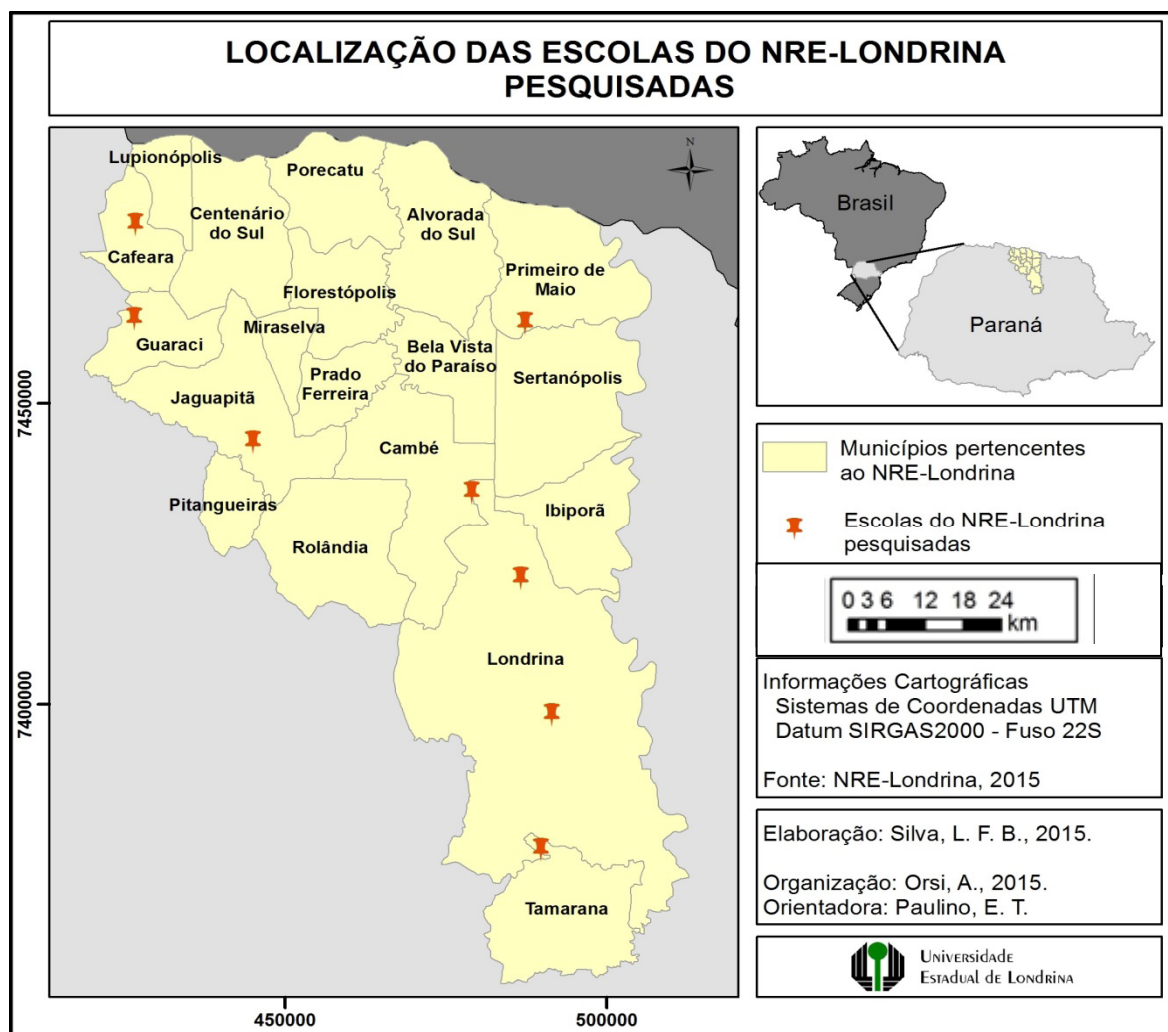 LOCALIZAÇÃO DAS ESCOLAS DO NRE-LONDRINA
PESQUISADAS
N
Lupionópolis
Porecatu
Centenário
do Sul
Alvorada
do Sul
Cafeara
Primeiro de
Maio
Florestópolis
Miraselva
Guaraci
Bela Vista
do Paraíso
Prado
Ferreira
Sertanópolis
Jaguapitã
Cambé
Pitangueiras
Ibiporã
Rolândia
Londrina
Tamarana
7450000
7400000
450000
500000
Brasil
Paraná
Municípios pertencentes
ao NRE-Londrina
Escolas do NRE-Londrina
pesquisadas
0 3 6 12 18 24
km
Informações Cartográficas
Sistemas de Coordenadas UTM
Datum SIRGAS2000 - Fuso 22S
Fonte: NRE-Londrina, 2015
Elaboração: Silva, L. F. B., 2015.
Organização: Orsi, A., 2015.
Orientadora: Paulino, E. T.
Universidade
Estadual de Londrina